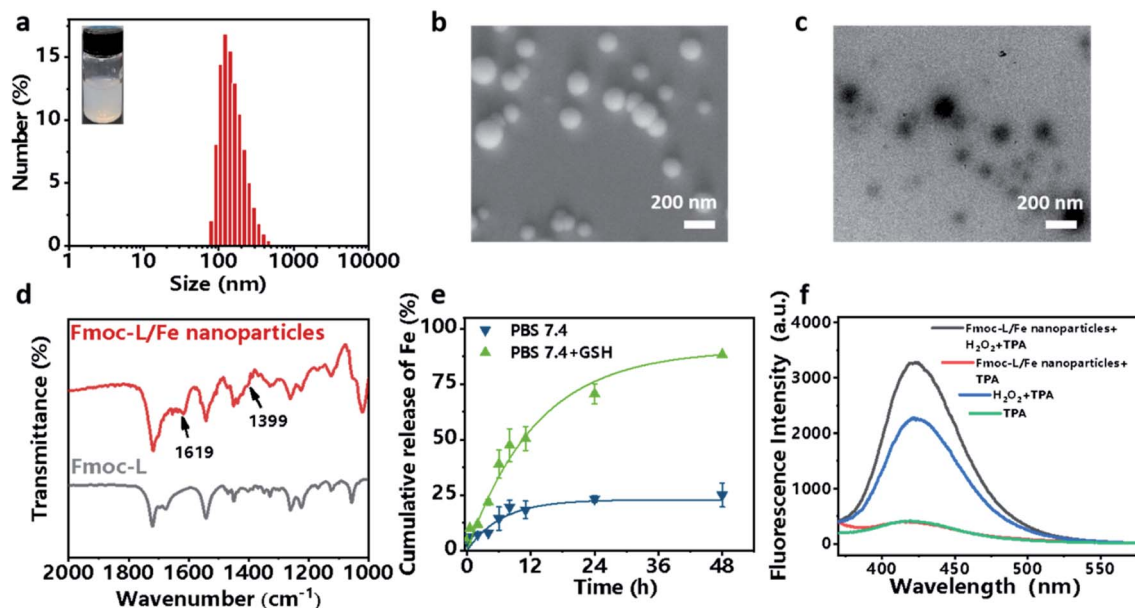 a
Number (%)
15
10
5
0
1
10
100
1000
10000
Size (nm)
b
200 nm
c
200 nm
d
Fmoc-L/Fe nanoparticles
1399
1619
Fmoc-L
Transmittance (%)
2000
1800
1600
1400
1200
1000
Wavenumber (cm⁻¹)
e
Cumulative release of Fe (%)
100
75
50
25
0
PBS 7.4
PBS 7.4+GSH
0
12
24
36
48
Time (h)
f
Fluorescence Intensity (a.u.)
4000
3000
2000
1000
0
Fmoc-L/Fe nanoparticles+
H₂O₂+TPA
Fmoc-L/Fe nanoparticles+
TPA
H₂O₂+TPA
TPA
400
450
500
550
Wavelength (nm)